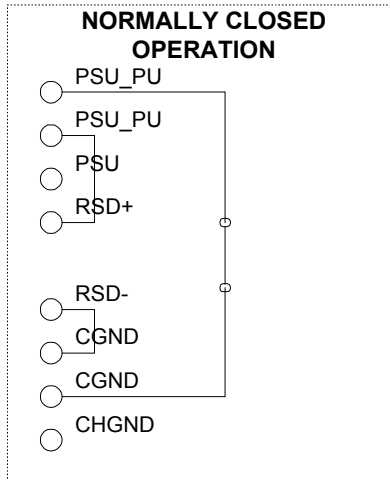 NORMALLY CLOSED
OPERATION
PSU_PU
PSU_PU
PSU
RSD+
RSD-
CGND
CGND
CHGND